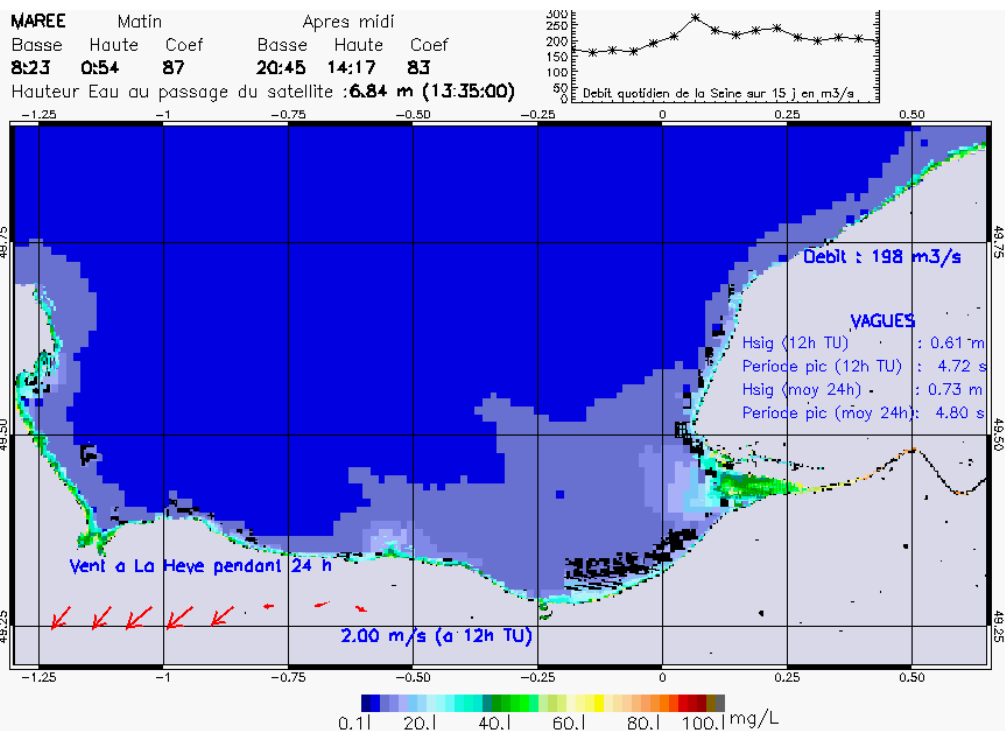 MAREE Matin Apres midi
Basse Haute Coef Basse Haute Coef
8:23 0:54 87 20:45 14:17 83
Hauteur Eau au passage du satellite :6.84 m (13:35:00)
300
250
200
150
100
50
0
Debit quotidien de la Seine sur 15 j en m3/s
-1.25 -1 -0.75 -0.50 -0.25 0 0.25 0.50
49.75 49.75
Debit : 198 m3/s
VAGUES
Hsig (12h TU) : 0.61 m
Periode pic (12h TU) : 4.72 s
Hsig (moy 24h) : 0.73 m
Periode pic (moy 24h): 4.80 s
49.50 49.50
Vent a La Heve pendant 24 h
49.25 49.25
2.00 m/s (a 12h TU)
-1.25 -1 -0.75 -0.50 -0.25 0 0.25 0.50
0.1 20.1 40.1 60.1 80.1 100.1 mg/L